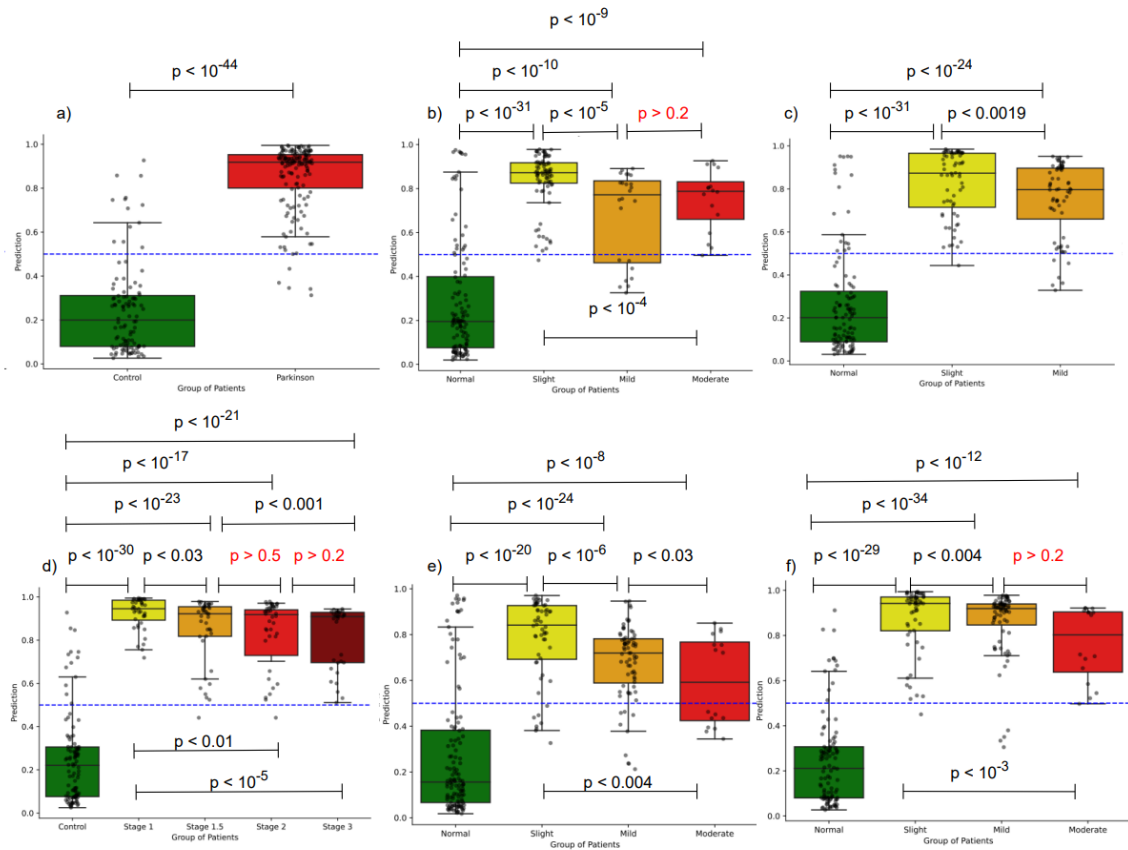 p < 10^-9
p < 10^-44
p < 10^-10
p < 10^-24
a)
b)
p < 10^-31
p < 10^-5
p > 0.2
c)
p < 10^-31
p < 0.0019
1.0
0.8
0.6
0.4
0.2
0.0
Prediction
Control
Parkinson
Group of Patients
1.0
0.8
0.6
0.4
0.2
0.0
Prediction
p < 10^-4
Normal
Slight
Mild
Moderate
Group of Patients
1.0
0.8
0.6
0.4
0.2
0.0
Prediction
Normal
Slight
Mild
Group of Patients
p < 10^-21
p < 10^-17
p < 10^-23
p < 0.001
d)
p < 10^-30
p < 0.03
p > 0.5
p > 0.2
1.0
0.8
0.6
0.4
0.2
0.0
Prediction
p < 0.01
p < 10^-5
Control
Stage 1
Stage 1.5
Stage 2
Stage 3
Group of Patients
p < 10^-8
p < 10^-24
e)
p < 10^-20
p < 10^-6
p < 0.03
1.0
0.8
0.6
0.4
0.2
0.0
Prediction
p < 0.004
Normal
Slight
Mild
Moderate
Group of Patients
p < 10^-12
p < 10^-34
f)
p < 10^-29
p < 0.004
p > 0.2
1.0
0.8
0.6
0.4
0.2
0.0
Prediction
p < 10^-3
Normal
Slight
Mild
Moderate
Group of Patients